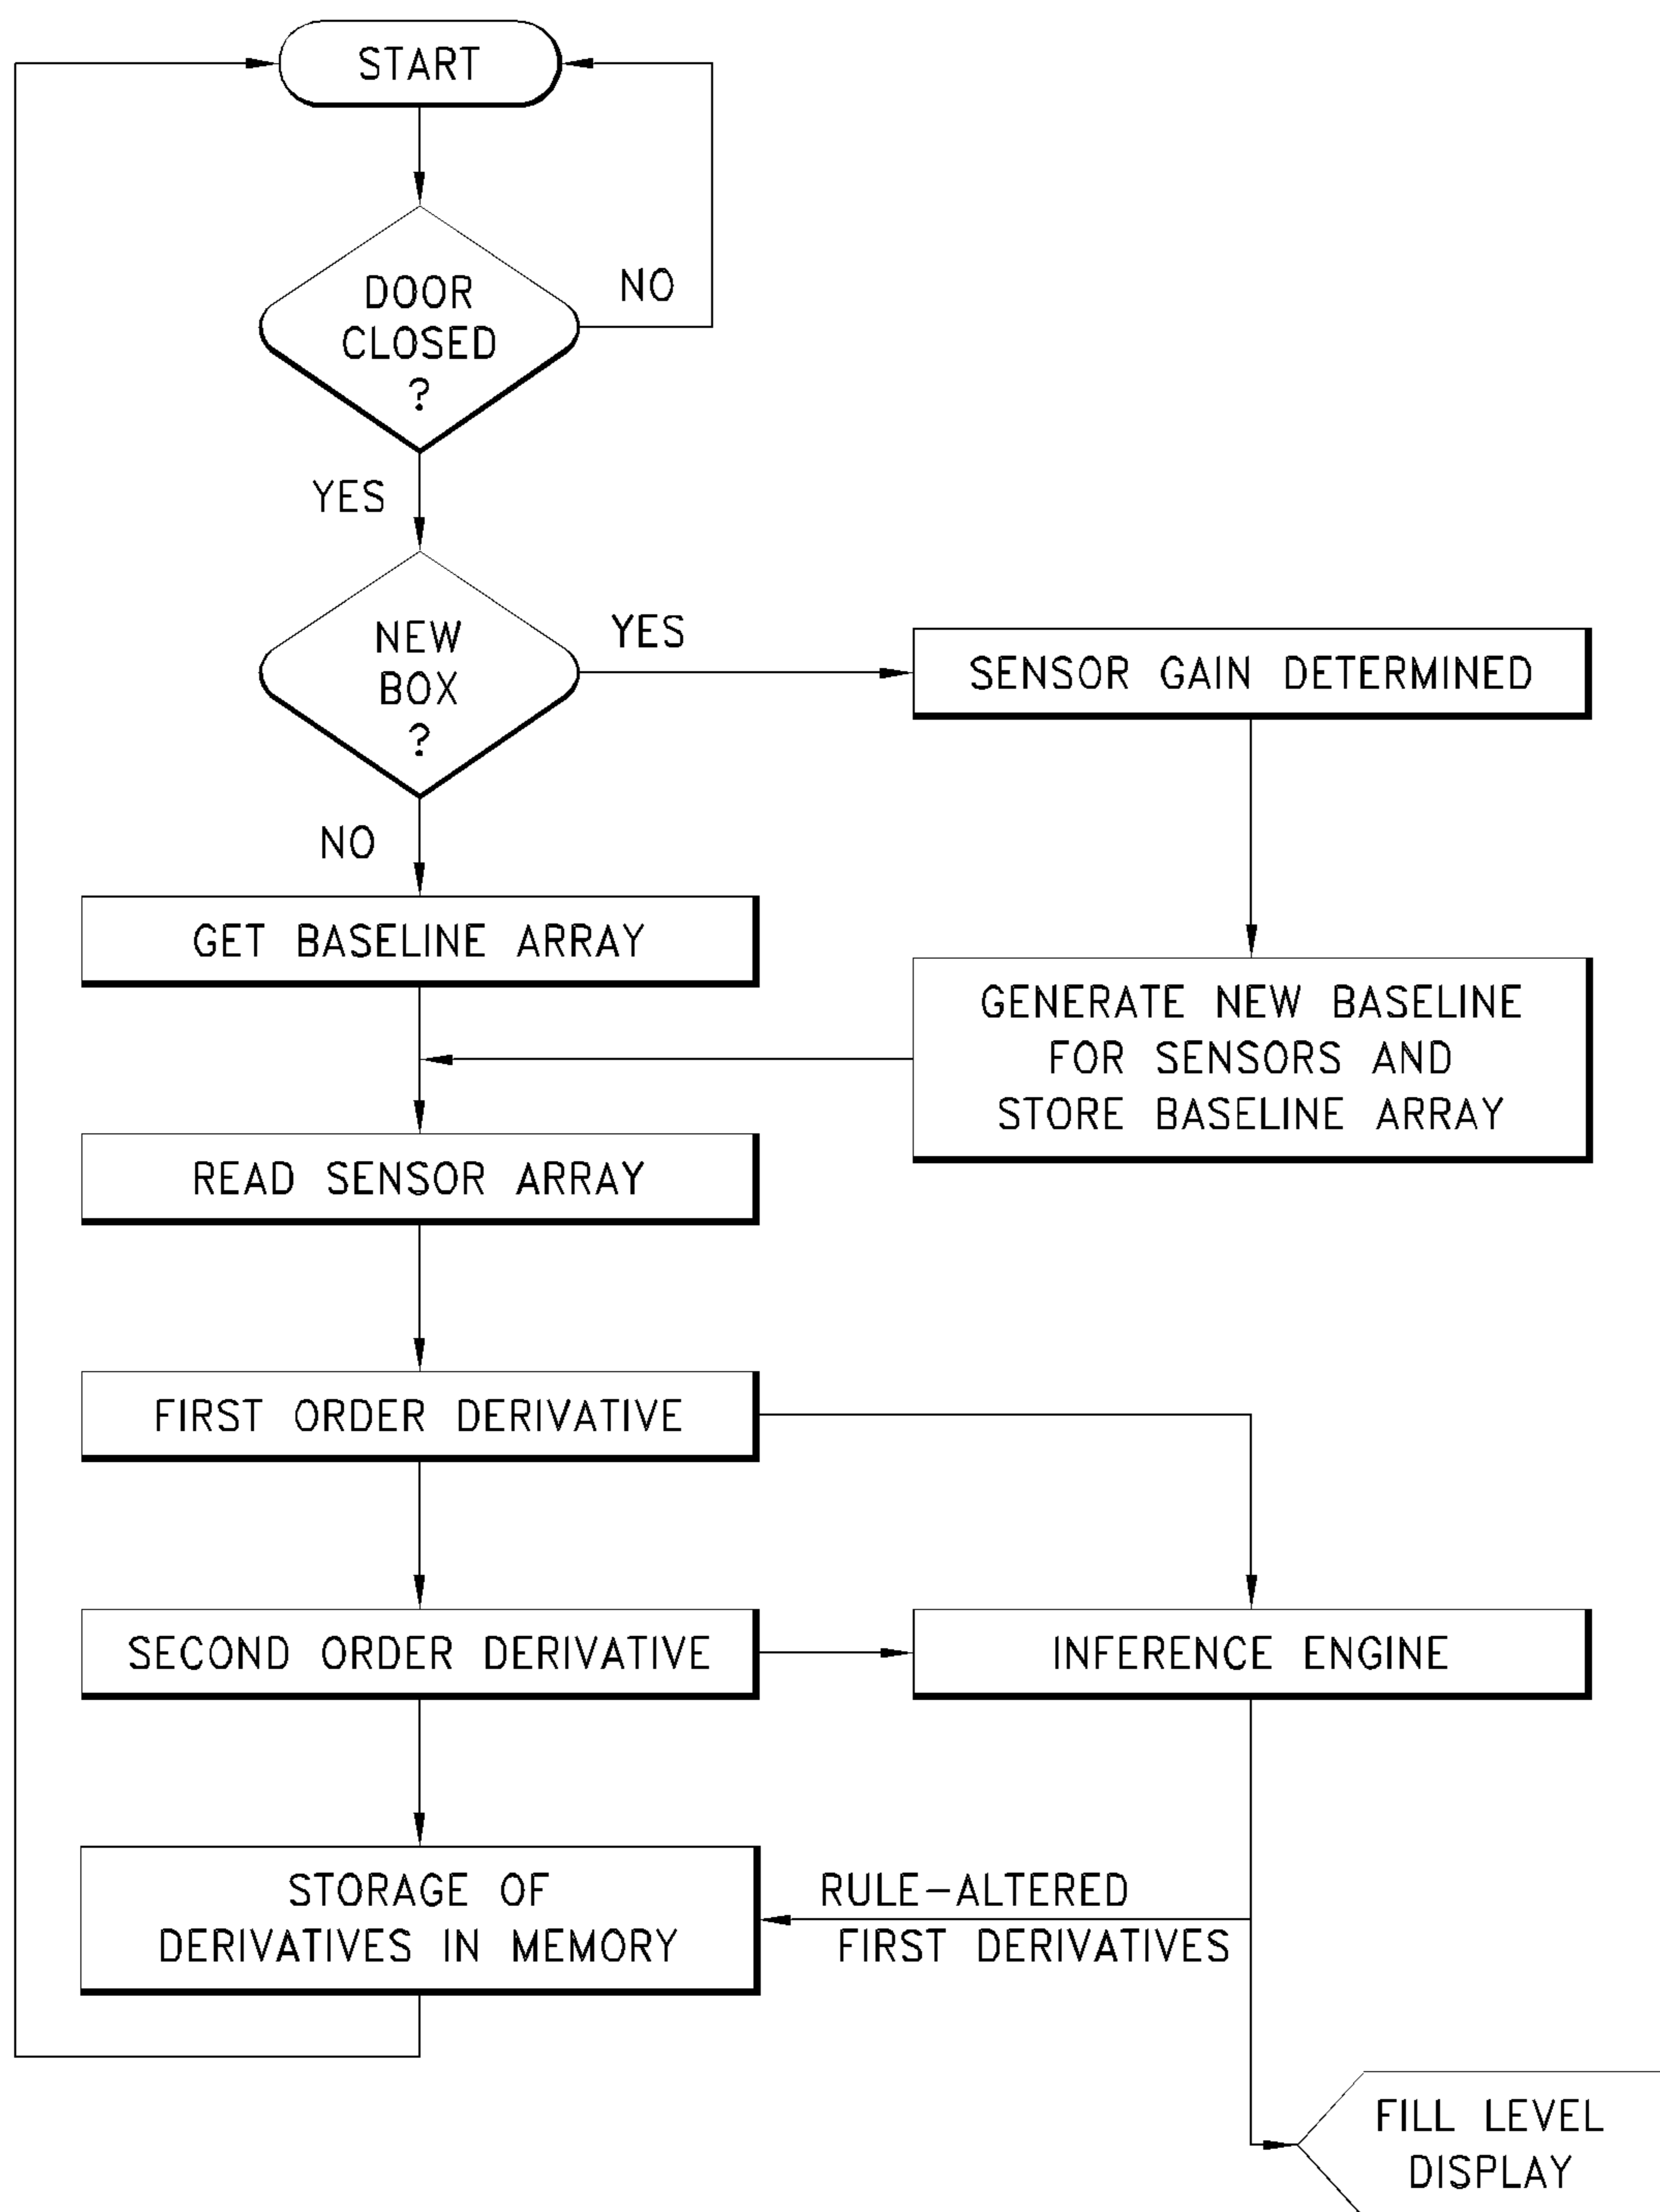 START
DOOR
CLOSED
?
NO
YES
NEW
BOX
?
YES
SENSOR GAIN DETERMINED
NO
GET BASELINE ARRAY
GENERATE NEW BASELINE
FOR SENSORS AND
STORE BASELINE ARRAY
READ SENSOR ARRAY
FIRST ORDER DERIVATIVE
SECOND ORDER DERIVATIVE
INFERENCE ENGINE
STORAGE OF
DERIVATIVES IN MEMORY
RULE-ALTERED
FIRST DERIVATIVES
FILL LEVEL
DISPLAY